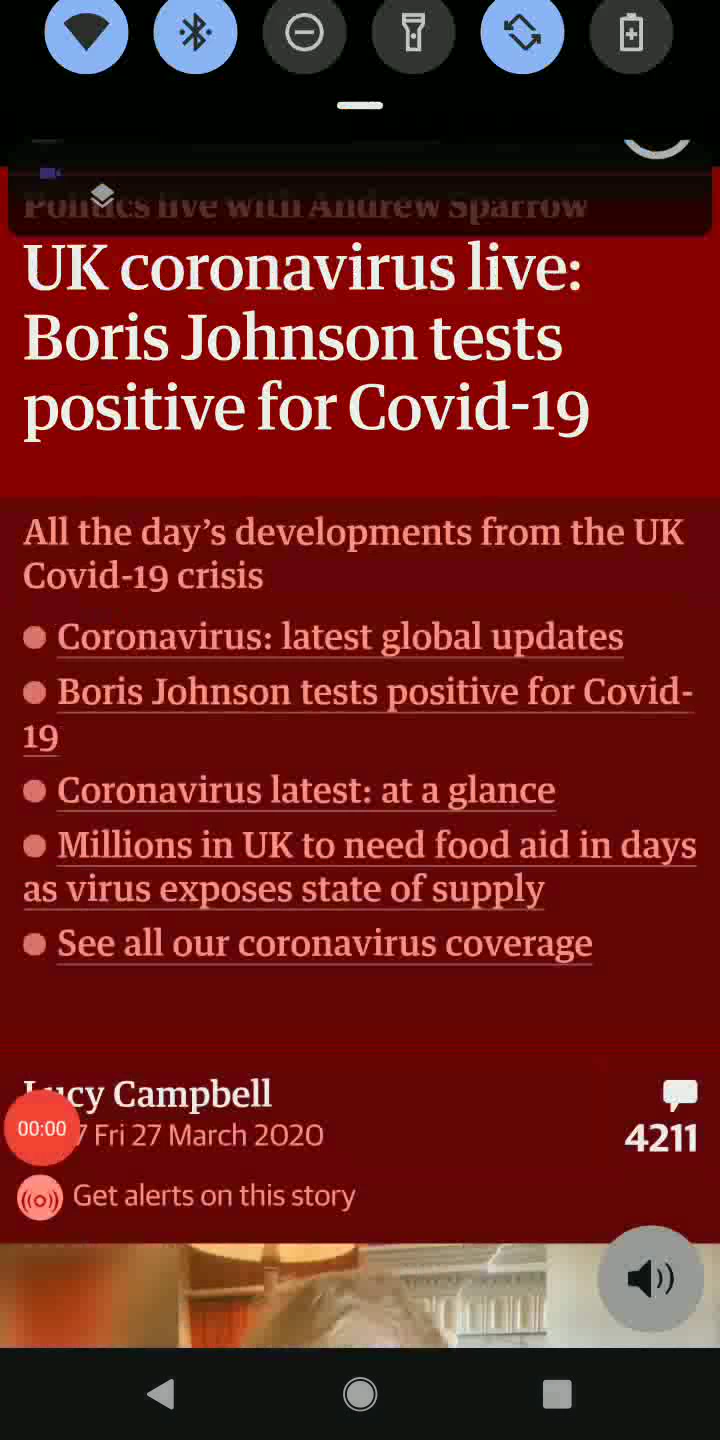 Politics live with Andrew Sparrow
UK coronavirus live:
Boris Johnson tests
positive for Covid-19
All the day's developments from the UK
Covid-19 crisis
Coronavirus: latest global updates
Boris Johnson tests positive for Covid-
19
Coronavirus latest: at a glance
Millions in UK to need food aid in days
as virus exposes state of supply
See all our coronavirus coverage
Lucy Campbell
00:00
7 Fri 27 March 2020
4211
Get alerts on this story